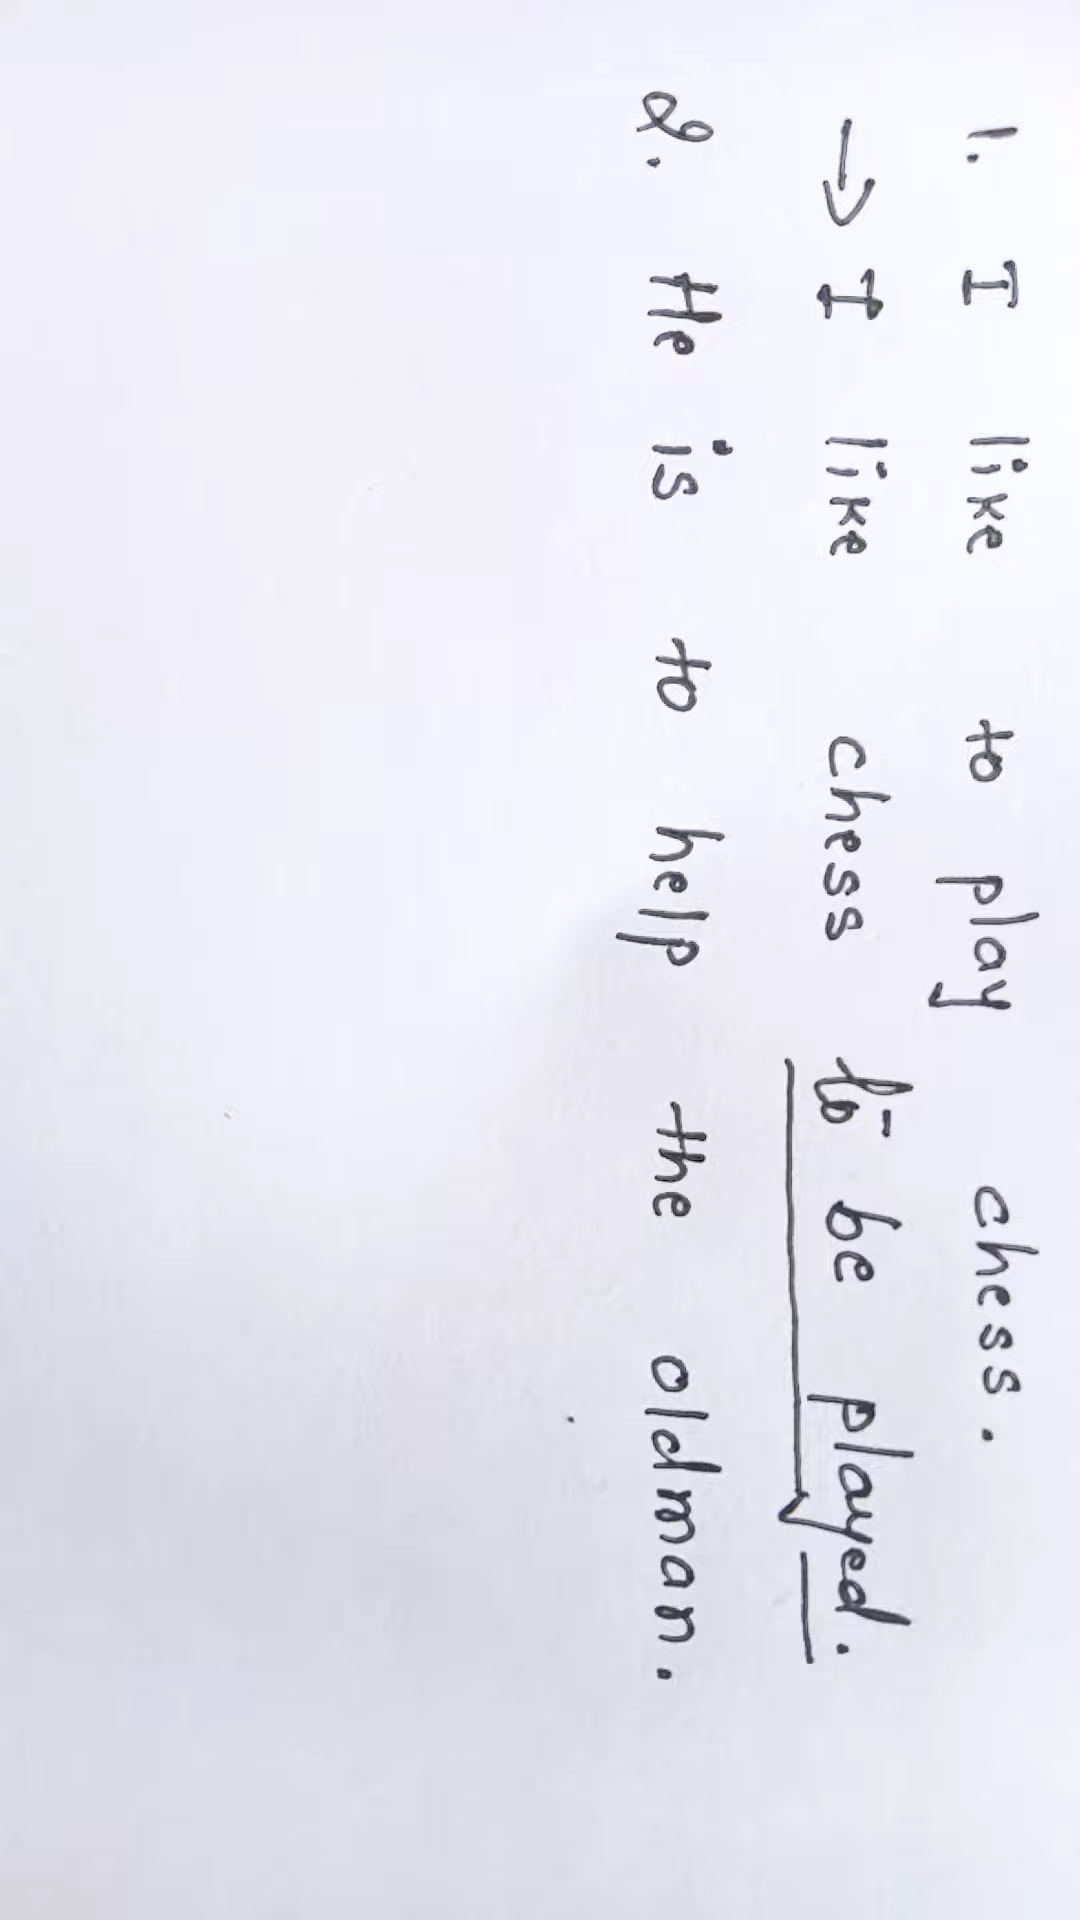 1. I like to play chess.
→ I like chess to be played.
2. He is to help the oldman.